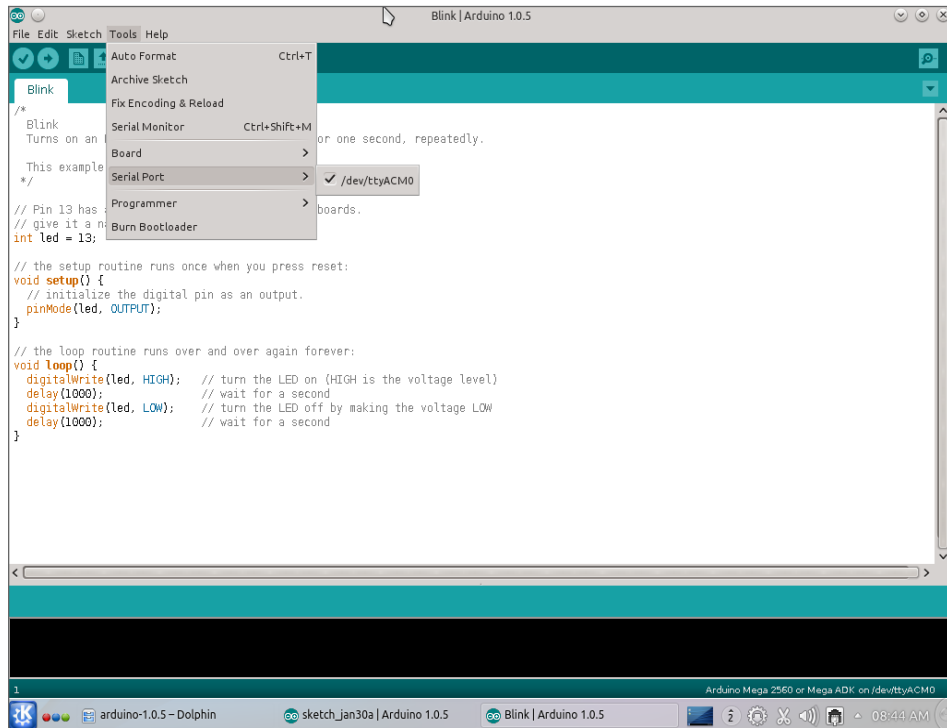 Blink | Arduino 1.0.5
File Edit Sketch Tools Help
Blink
Auto Format Ctrl+T
Archive Sketch
Fix Encoding & Reload
Serial Monitor Ctrl+Shift+M
Board
Serial Port
/dev/ttyACM0
Programmer
Burn Bootloader
/*
Blink
Turns on an or one second, repeatedly.
This example
*/
// Pin 13 has boards.
// give it a
int led = 13;
// the setup routine runs once when you press reset:
void setup() {
// initialize the digital pin as an output.
pinMode(led, OUTPUT);
}
// the loop routine runs over and over again forever:
void loop() {
digitalWrite(led, HIGH); // turn the LED on (HIGH is the voltage level)
delay(1000); // wait for a second
digitalWrite(led, LOW); // turn the LED off by making the voltage LOW
delay(1000); // wait for a second
}
1
Arduino Mega 2560 or Mega ADK on /dev/ttyACM0
arduino-1.0.5 – Dolphin
sketch_jan30a | Arduino 1.0.5
Blink | Arduino 1.0.5
08:44 AM